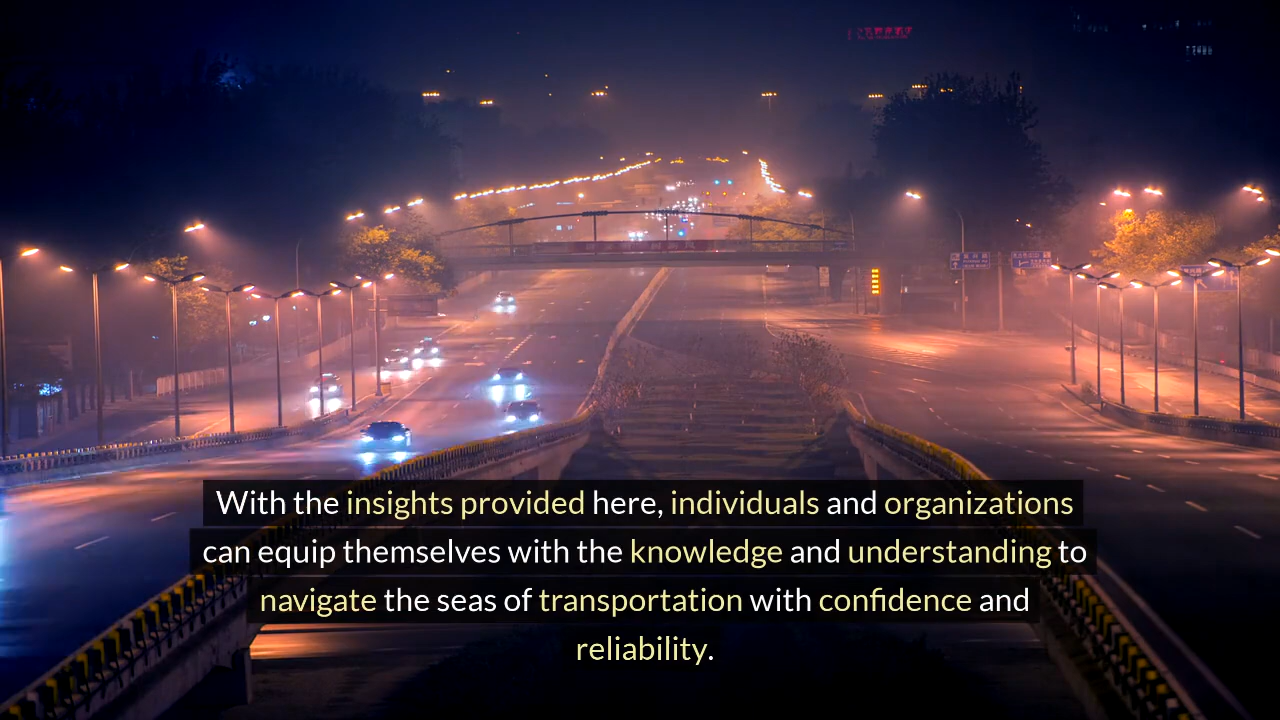 With the insights provided here, individuals and organizations
can equip themselves with the knowledge and understanding to
navigate the seas of transportation with confidence and
reliability.